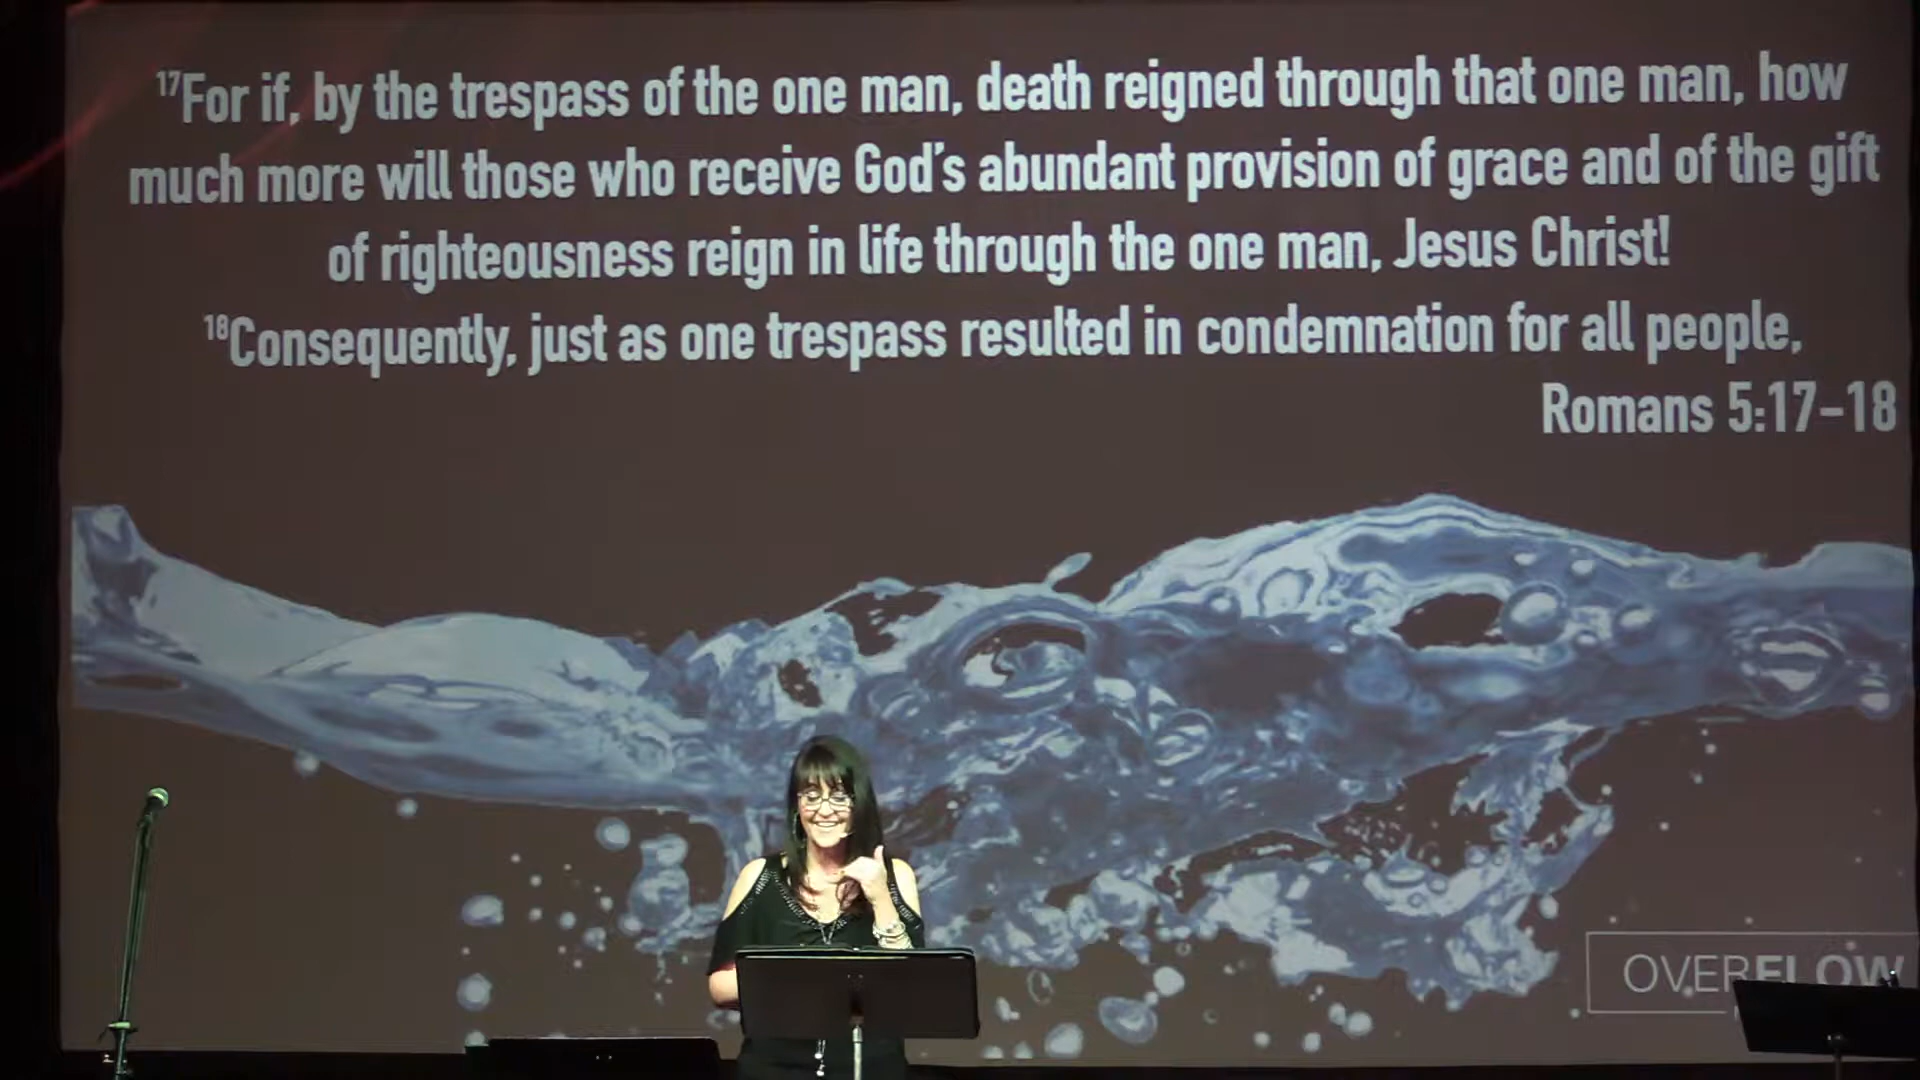 ¹⁷For if, by the trespass of the one man, death reigned through that one man, how
much more will those who receive God's abundant provision of grace and of the gift
of righteousness reign in life through the one man, Jesus Christ!
¹⁸Consequently, just as one trespass resulted in condemnation for all people,
Romans 5:17–18
OVERFLOW